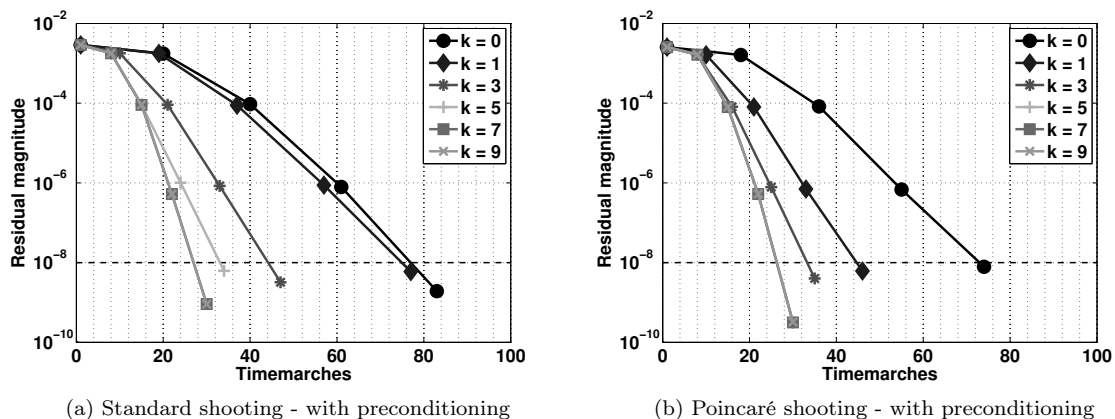 10⁻²
10⁻⁴
10⁻⁶
10⁻⁸
10⁻¹⁰
Residual magnitude
0 20 40 60 80 100
Timemarches
k = 0
k = 1
k = 3
k = 5
k = 7
k = 9
(a) Standard shooting - with preconditioning
10⁻²
10⁻⁴
10⁻⁶
10⁻⁸
10⁻¹⁰
Residual magnitude
0 20 40 60 80 100
Timemarches
k = 0
k = 1
k = 3
k = 5
k = 7
k = 9
(b) Poincaré shooting - with preconditioning